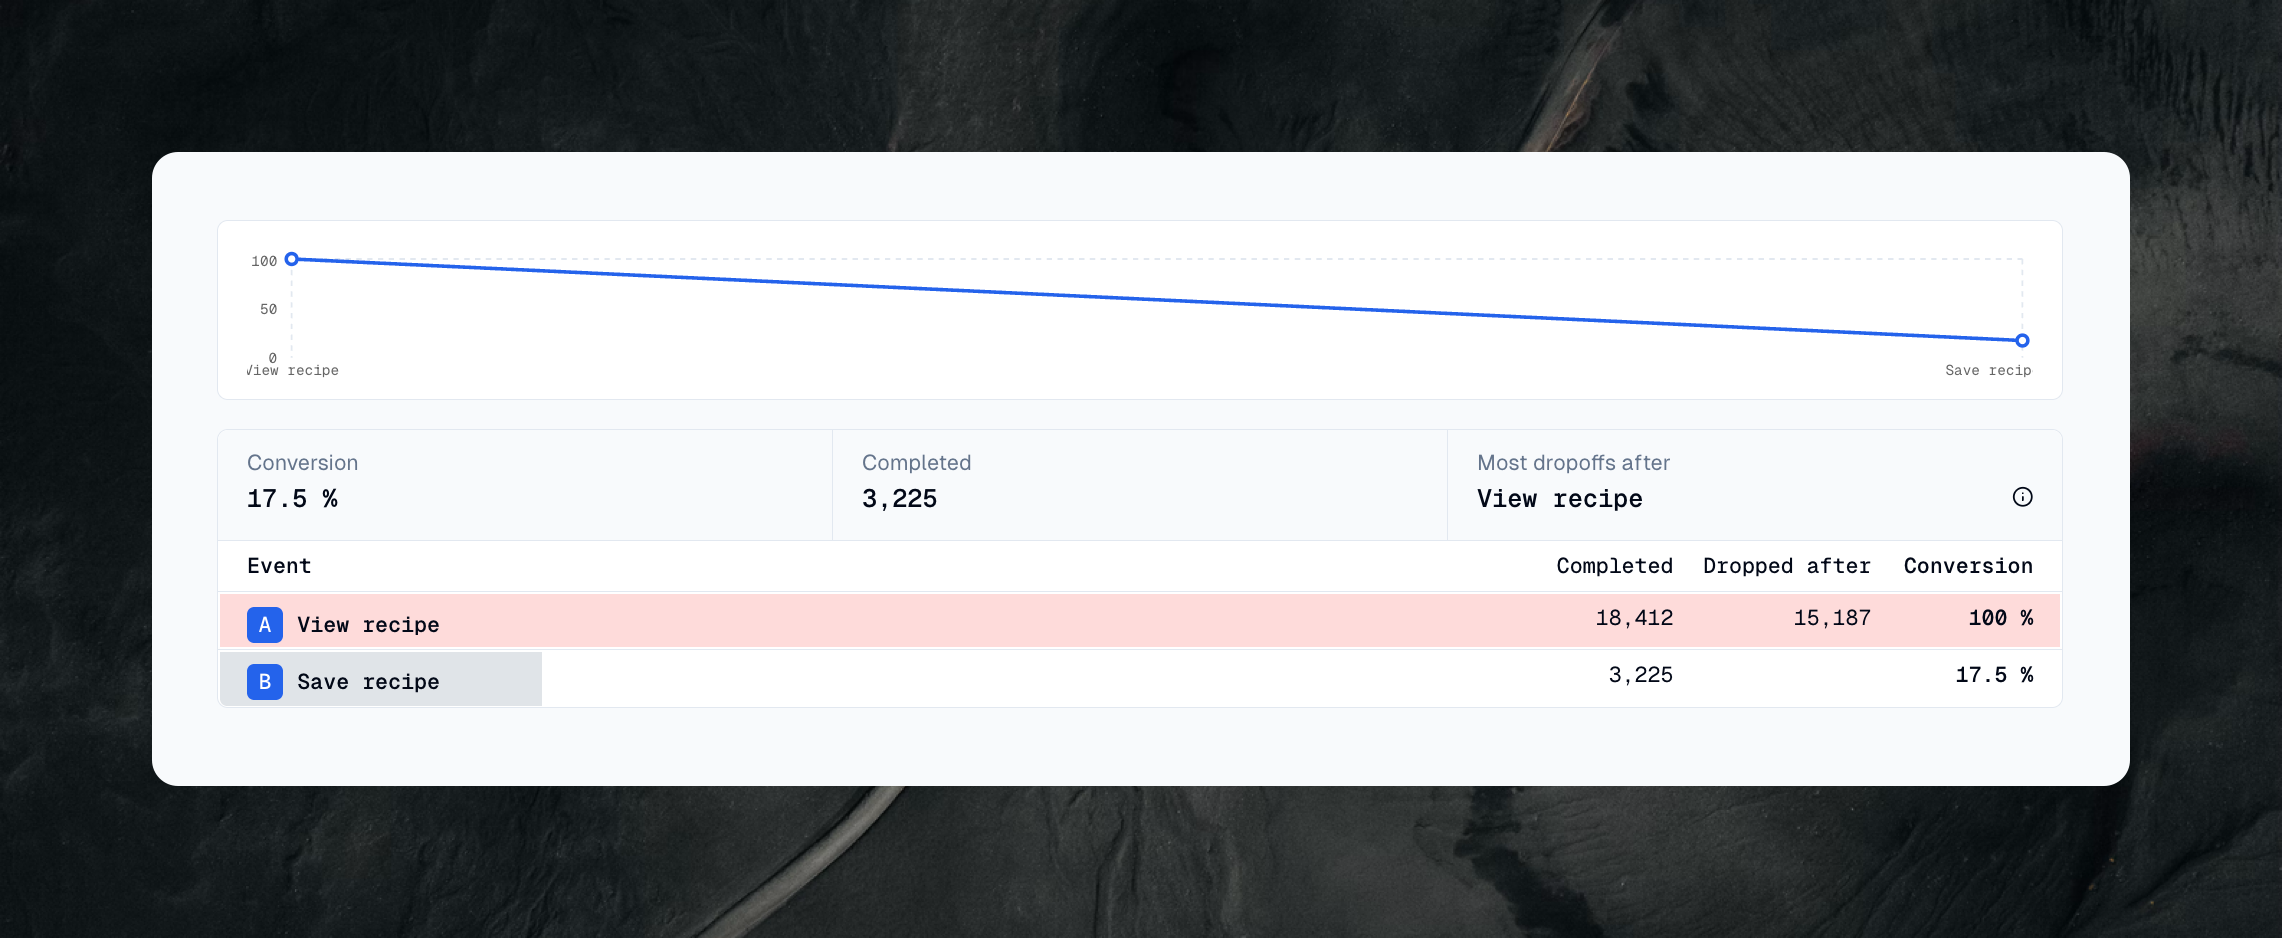 100
50
0
View recipe
Save recip
Conversion
17.5 %
Completed
3,225
Most dropoffs after
View recipe
Event Completed Dropped after Conversion
A View recipe 18,412 15,187 100 %
B Save recipe 3,225 17.5 %